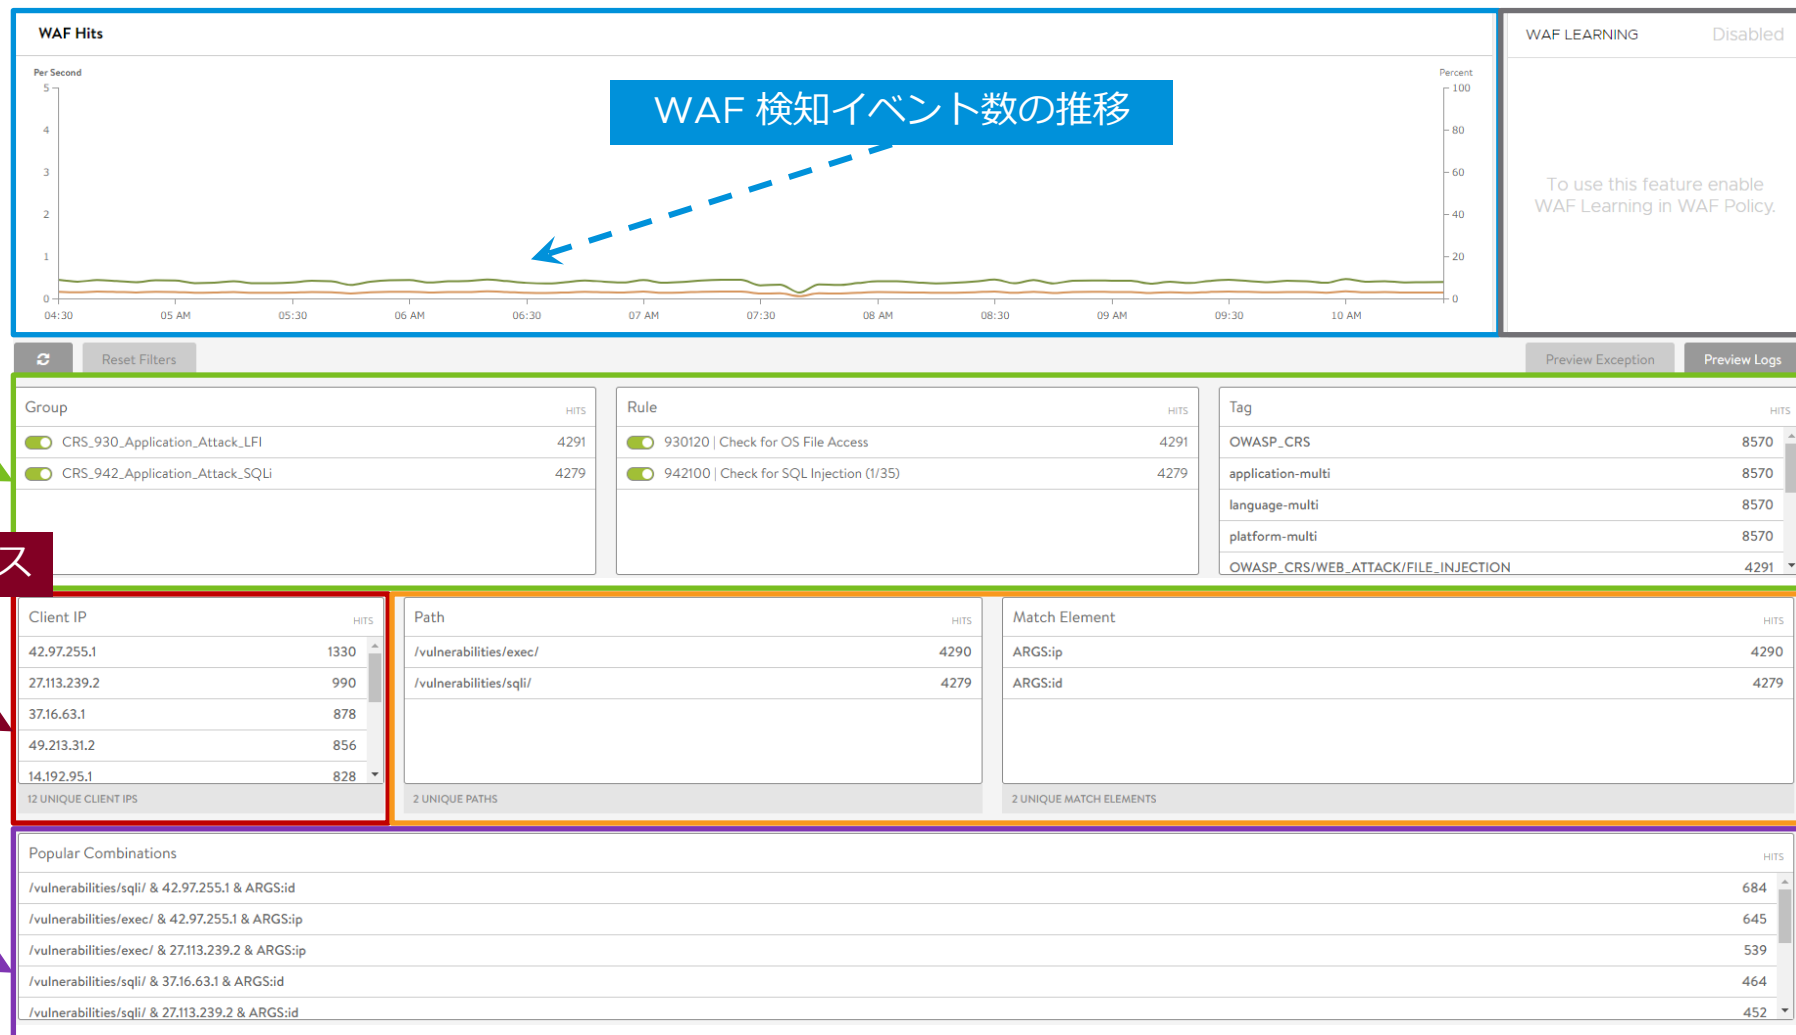 WAF Hits
WAF LEARNING
Disabled
Per Second
Percent
5
4
3
2
1
0
100
80
60
40
20
0
WAF 検知イベント数の推移
To use this feature enable
WAF Learning in WAF Policy.
04:30
05 AM
05:30
06 AM
06:30
07 AM
07:30
08 AM
08:30
09 AM
09:30
10 AM
Reset Filters
Preview Exception
Preview Logs
Group
HITS
CRS_930_Application_Attack_LFI 4291
CRS_942_Application_Attack_SQLi 4279
Rule
HITS
930120 | Check for OS File Access 4291
942100 | Check for SQL Injection (1/35) 4279
Tag
HITS
OWASP_CRS 8570
application-multi 8570
language-multi 8570
platform-multi 8570
OWASP_CRS/WEB_ATTACK/FILE_INJECTION 4291
ス
Client IP
HITS
42.97.255.1 1330
27.113.239.2 990
37.16.63.1 878
49.213.31.2 856
14.192.95.1 828
12 UNIQUE CLIENT IPS
Path
HITS
/vulnerabilities/exec/ 4290
/vulnerabilities/sqli/ 4279
2 UNIQUE PATHS
Match Element
HITS
ARGS:ip 4290
ARGS:id 4279
2 UNIQUE MATCH ELEMENTS
Popular Combinations
HITS
/vulnerabilities/sqli/ & 42.97.255.1 & ARGS:id 684
/vulnerabilities/exec/ & 42.97.255.1 & ARGS:ip 645
/vulnerabilities/exec/ & 27.113.239.2 & ARGS:ip 539
/vulnerabilities/sqli/ & 37.16.63.1 & ARGS:id 464
/vulnerabilities/sqli/ & 27.113.239.2 & ARGS:id 452